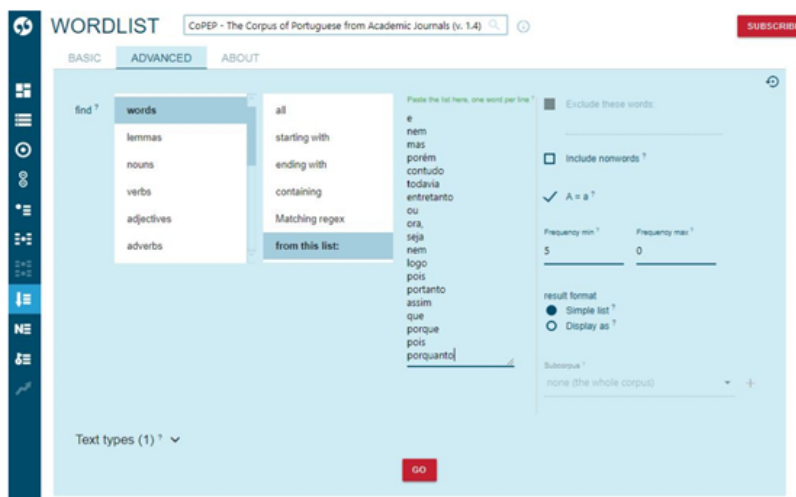 WORDLIST
CoPEP - The Corpus of Portuguese from Academic Journals (v. 1.4)
SUBSCRIBE
BASIC
ADVANCED
ABOUT
find ?
words
lemmas
nouns
verbs
adjectives
adverbs
all
starting with
ending with
containing
Matching regex
from this list:
Paste the list here, one word per line ?
e
nem
mas
porém
contudo
todavia
entretanto
ou
ora,
seja
nem
logo
pois
portanto
assim
que
porque
pois
porquanto
Exclude these words:
Include nonwords ?
A = a ?
Frequency min ?
5
Frequency max ?
0
result format
Simple list ?
Display as ?
Subcorpus ?
none (the whole corpus)
Text types (1) ?
GO